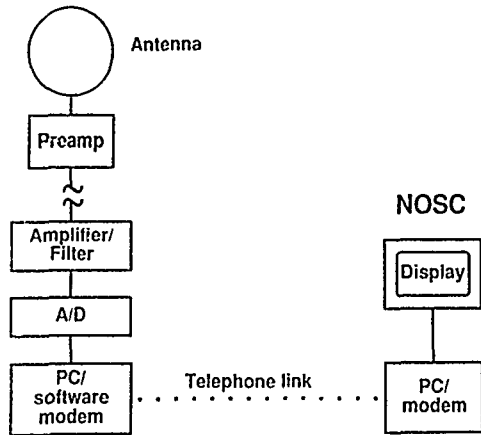 Antenna
Preamp
Amplifier/
Filter
A/D
PC/
software
modem
Telephone link
NOSC
Display
PC/
modem